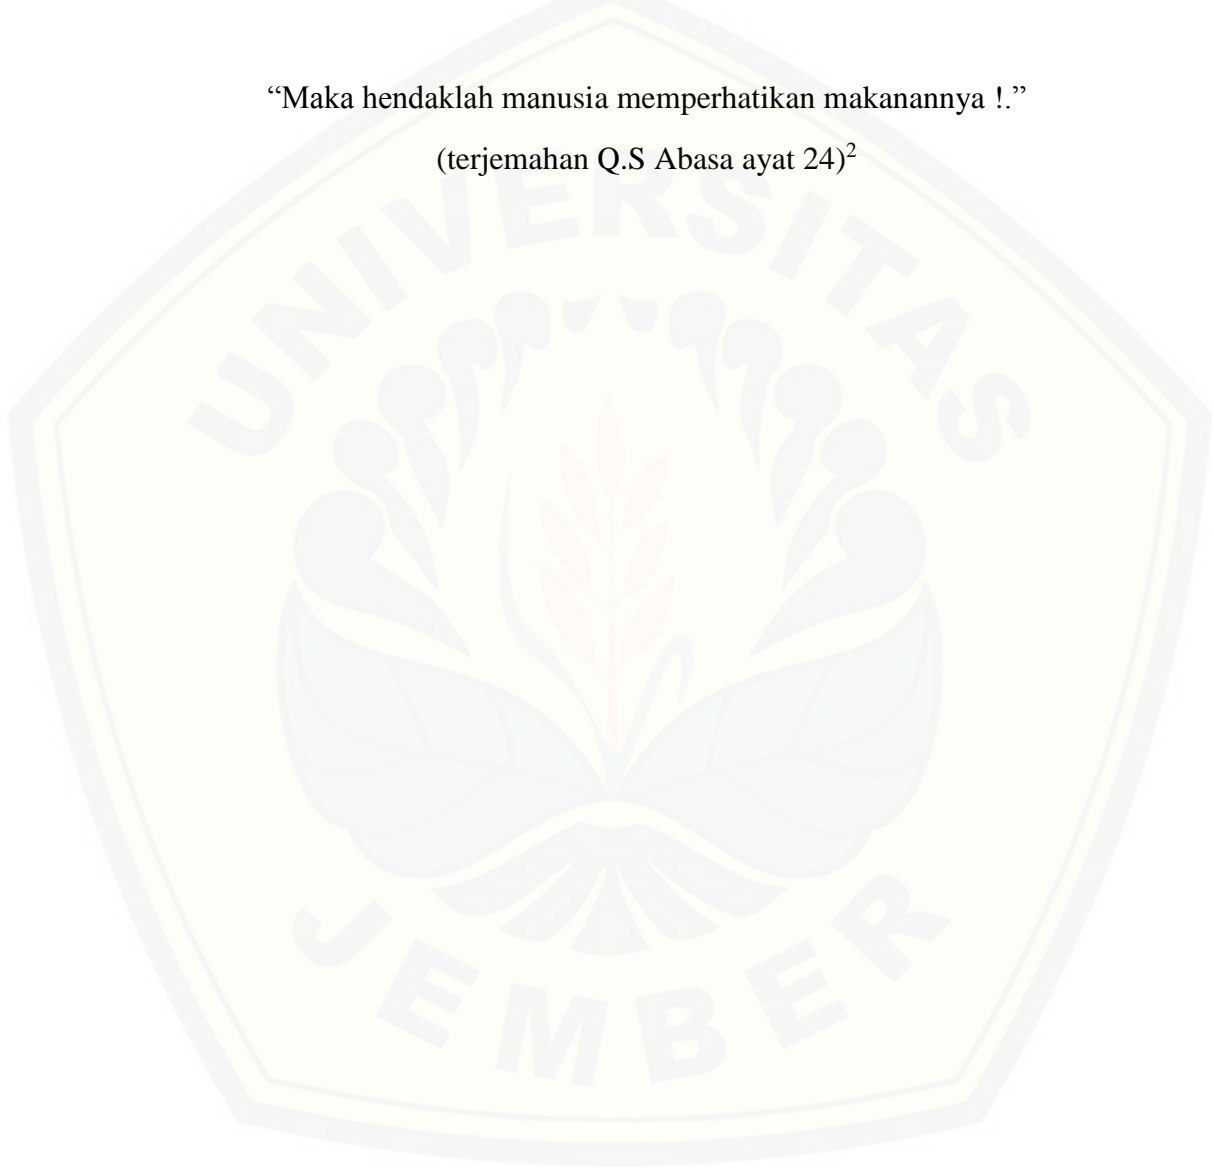 “Maka hendaklah manusia memperhatikan makanannya !.”
(terjemahan Q.S Abasa ayat 24)²
UNIVERSITAS
JEMBER